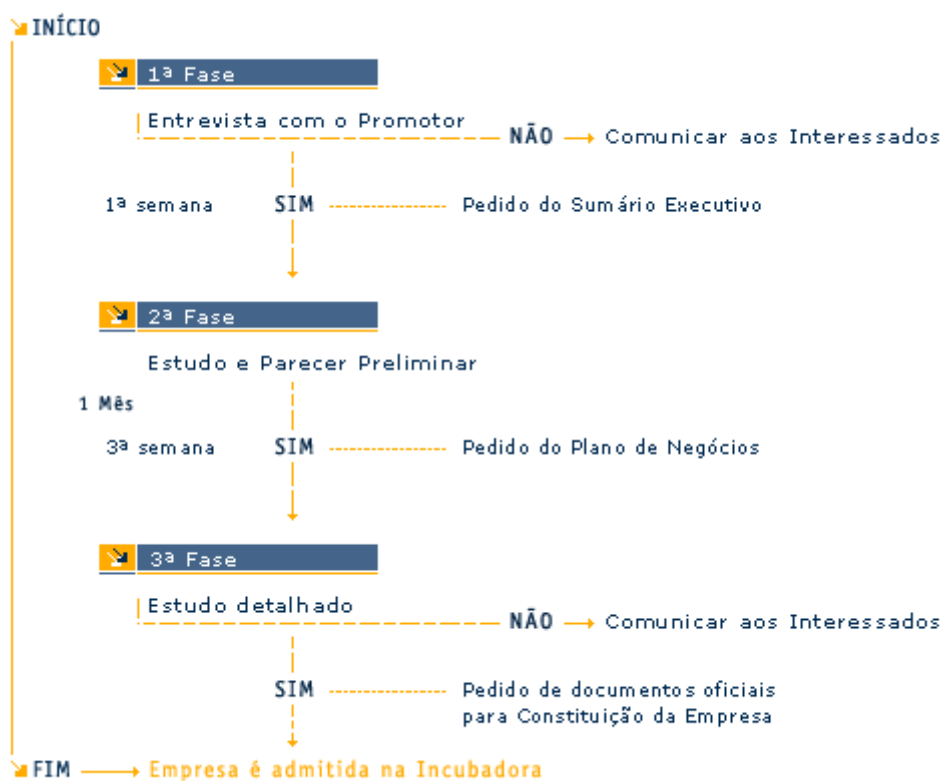 INÍCIO
1ª Fase
Entrevista com o Promotor
NÃO
Comunicar aos Interessados
1ª semana
SIM
Pedido do Sumário Executivo
2ª Fase
Estudo e Parecer Preliminar
1 Mês
3ª semana
SIM
Pedido do Plano de Negócios
3ª Fase
Estudo detalhado
NÃO
Comunicar aos Interessados
SIM
Pedido de documentos oficiais
para Constituição da Empresa
FIM
Empresa é admitida na Incubadora